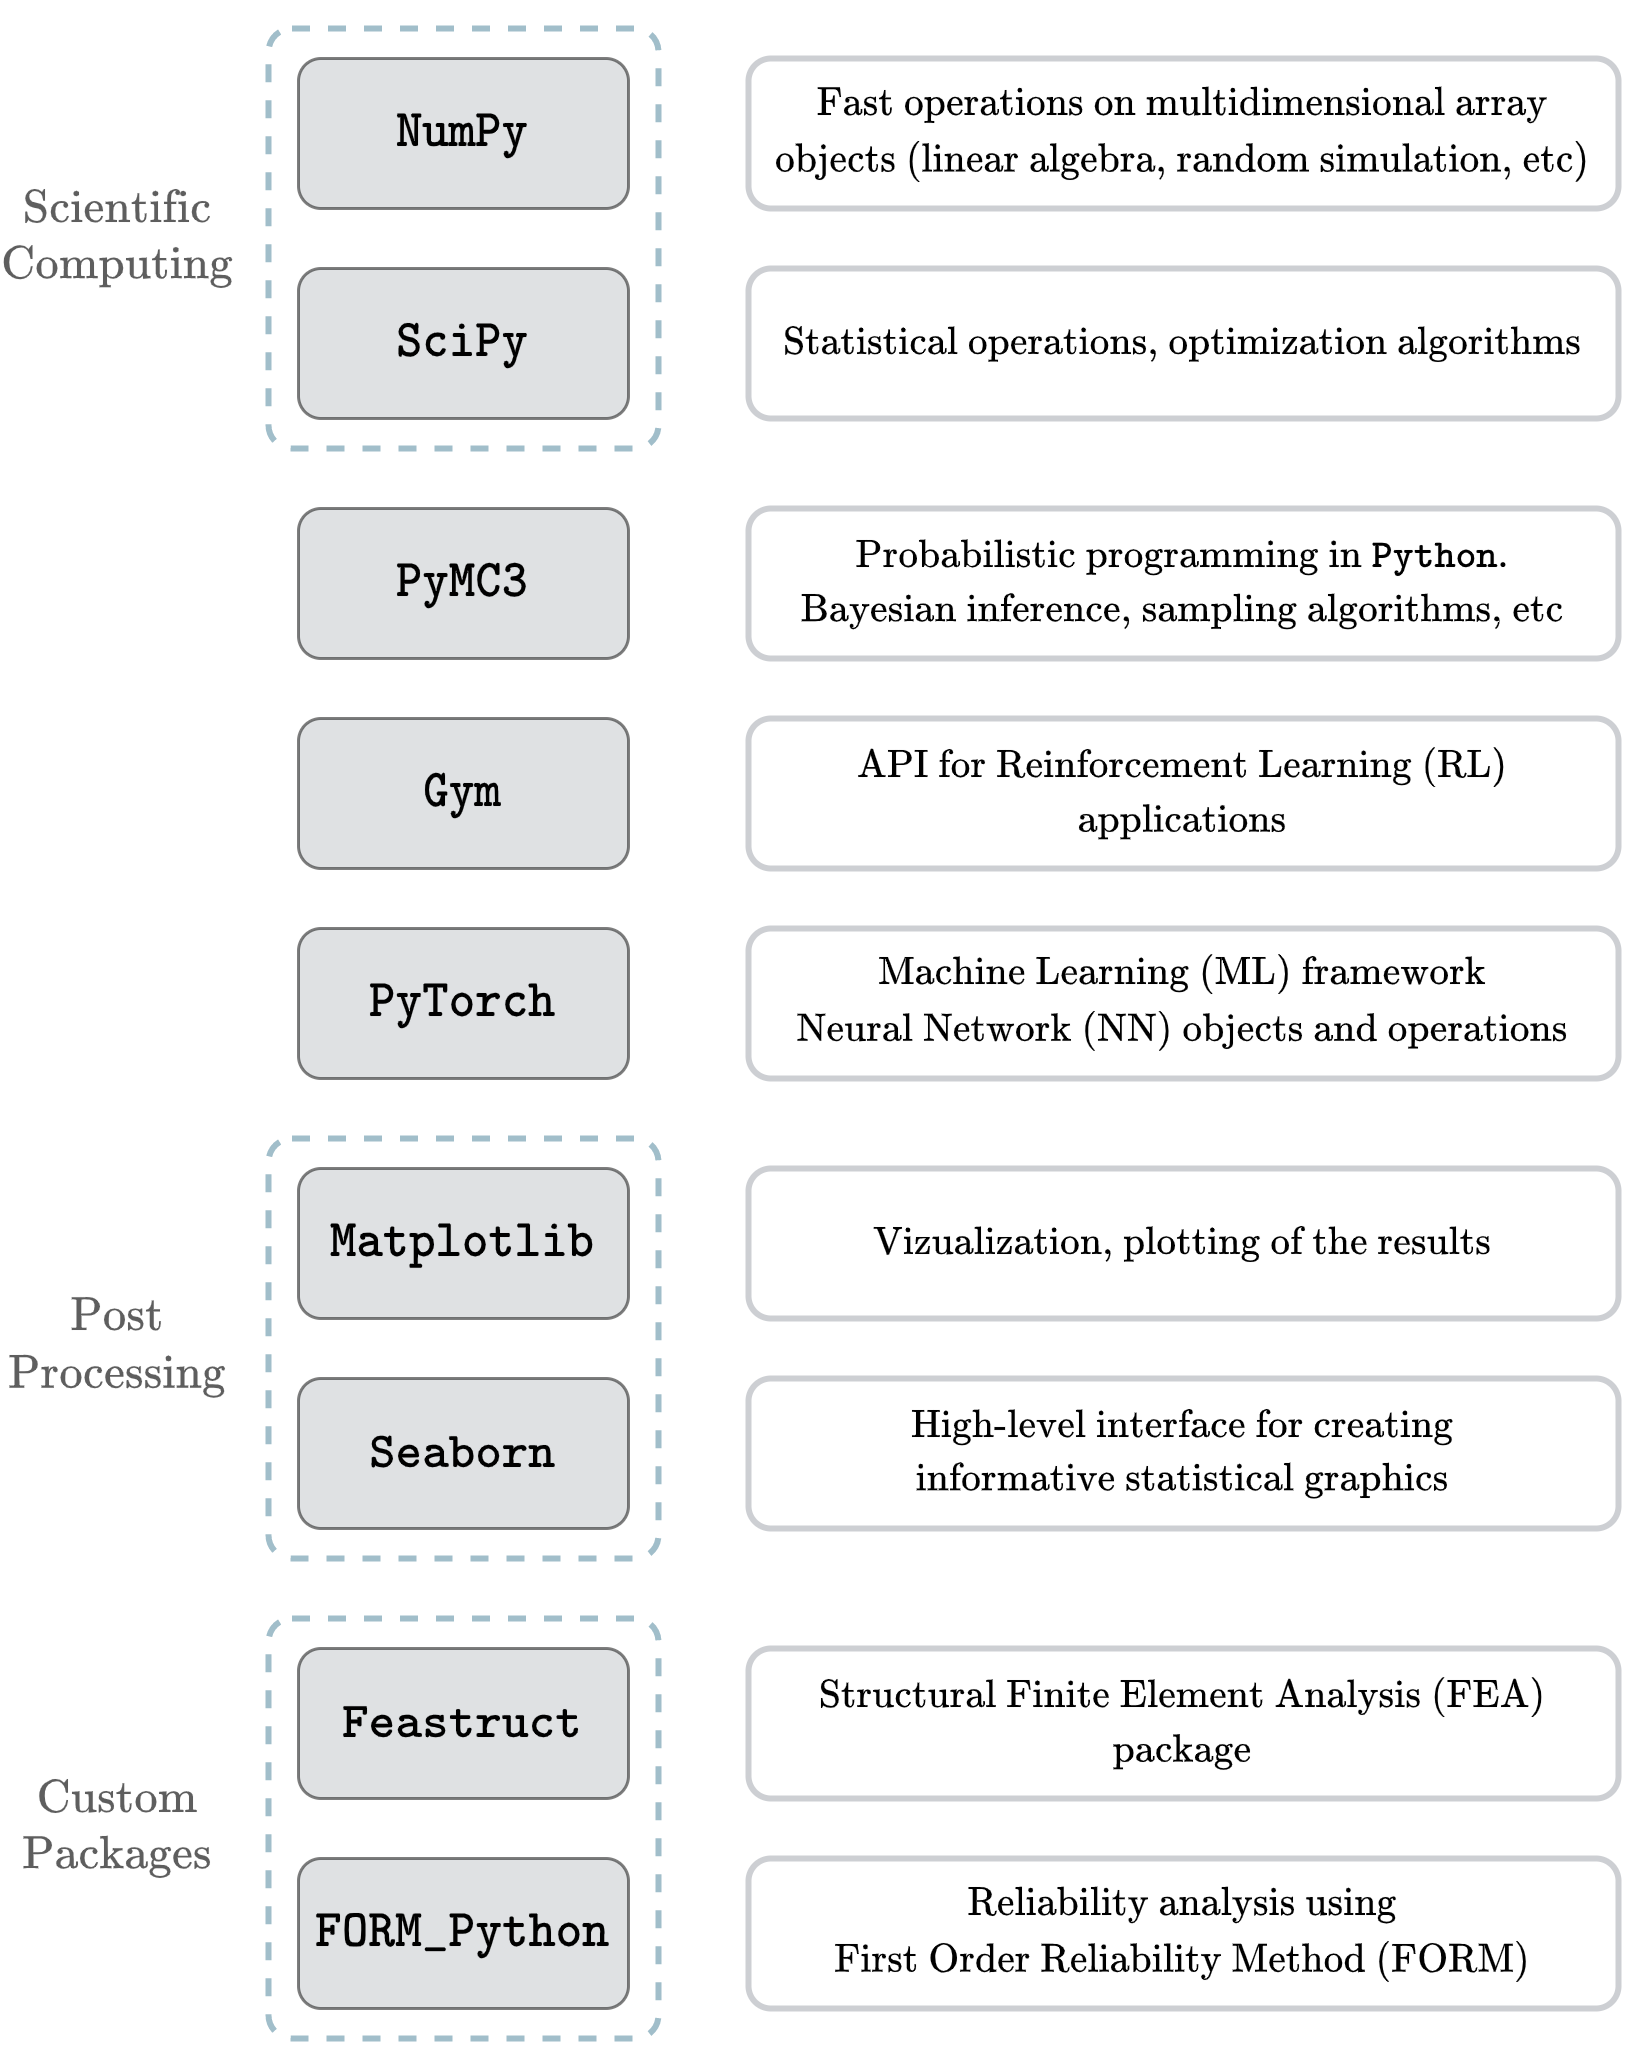 Scientific
Computing
NumPy
Fast operations on multidimensional array
objects (linear algebra, random simulation, etc)
SciPy
Statistical operations, optimization algorithms
PyMC3
Probabilistic programming in Python.
Bayesian inference, sampling algorithms, etc
Gym
API for Reinforcement Learning (RL)
applications
PyTorch
Machine Learning (ML) framework
Neural Network (NN) objects and operations
Post
Processing
Matplotlib
Vizualization, plotting of the results
Seaborn
High-level interface for creating
informative statistical graphics
Custom
Packages
Feastruct
Structural Finite Element Analysis (FEA)
package
FORM_Python
Reliability analysis using
First Order Reliability Method (FORM)